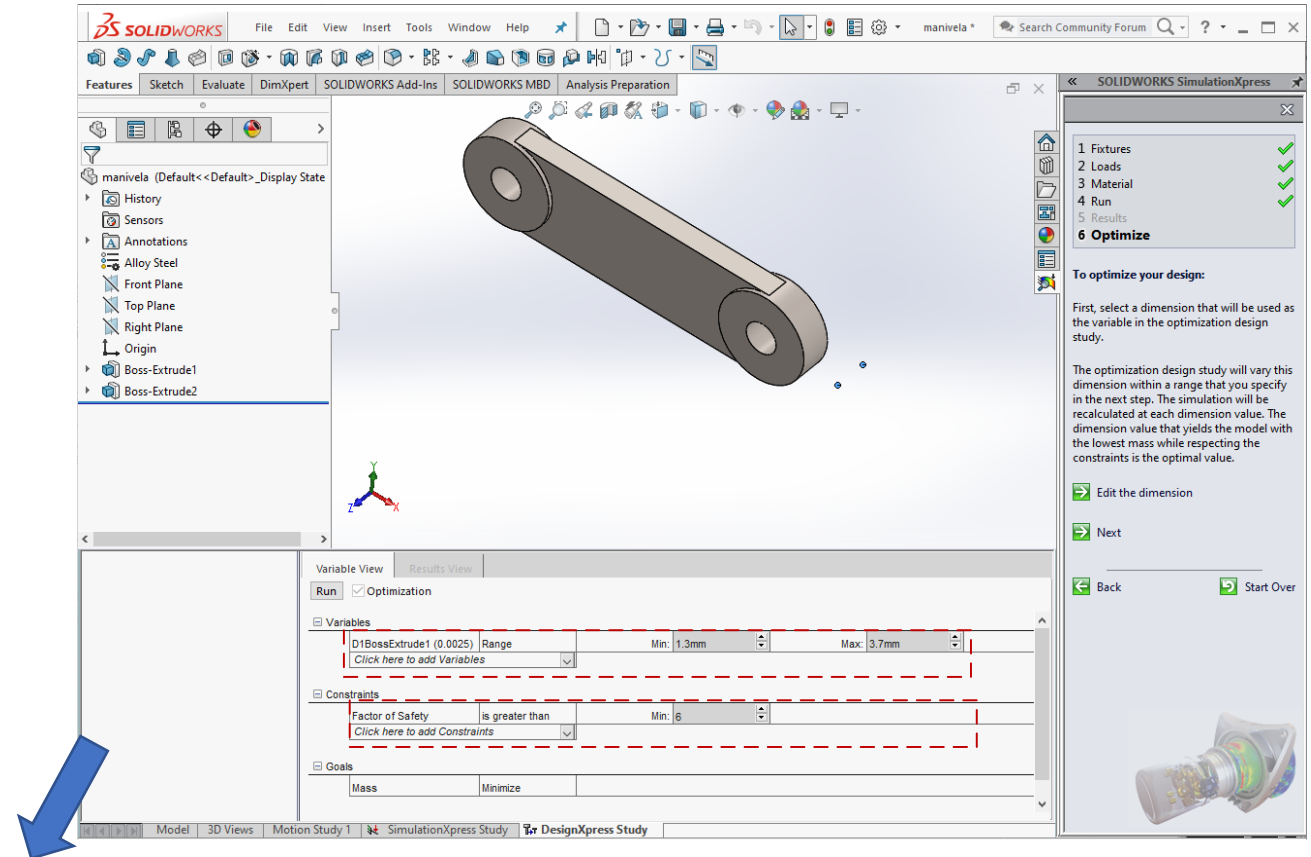 SOLIDWORKS File Edit View Insert Tools Window Help manivela * Search Community Forum ?
Features Sketch Evaluate DimXpert SOLIDWORKS Add-Ins SOLIDWORKS MBD Analysis Preparation
manivela (Default<<Default>_Display State
History
Sensors
Annotations
Alloy Steel
Front Plane
Top Plane
Right Plane
Origin
Boss-Extrude1
Boss-Extrude2
Y
Z
X
Variable View Results View
Run Optimization
Variables
D1BossExtrude1 (0.0025) Range Min: 1.3mm Max: 3.7mm
Click here to add Variables
Constraints
Factor of Safety is greater than Min: 6
Click here to add Constraints
Goals
Mass Minimize
Model 3D Views Motion Study 1 SimulationXpress Study DesignXpress Study
SOLIDWORKS SimulationXpress
1 Fixtures
2 Loads
3 Material
4 Run
5 Results
6 Optimize
To optimize your design:
First, select a dimension that will be used as
the variable in the optimization design
study.
The optimization design study will vary this
dimension within a range that you specify
in the next step. The simulation will be
recalculated at each dimension value. The
dimension value that yields the model with
the lowest mass while respecting the
constraints is the optimal value.
Edit the dimension
Next
Back Start Over